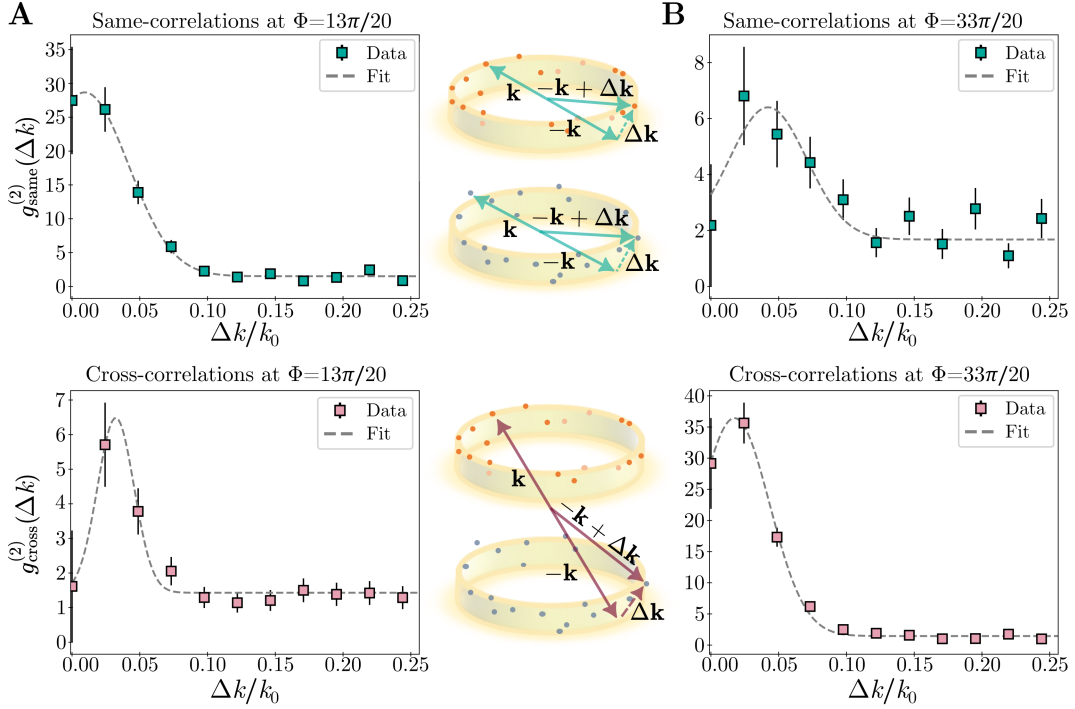 A
Same-correlations at Φ=13π/20
g^{(2)}_{same}(Δk)
35
30
25
20
15
10
5
0
0.00 0.05 0.10 0.15 0.20 0.25
Δk/k_0
Data
Fit
k
−k + Δk
−k
Δk
k
−k + Δk
−k
Δk
B
Same-correlations at Φ=33π/20
8
6
4
2
0
0.00 0.05 0.10 0.15 0.20 0.25
Δk/k_0
Data
Fit
Cross-correlations at Φ=13π/20
g^{(2)}_{cross}(Δk)
7
6
5
4
3
2
1
0
0.00 0.05 0.10 0.15 0.20 0.25
Δk/k_0
Data
Fit
k
−k + Δk
−k
Δk
Cross-correlations at Φ=33π/20
40
35
30
25
20
15
10
5
0
0.00 0.05 0.10 0.15 0.20 0.25
Δk/k_0
Data
Fit